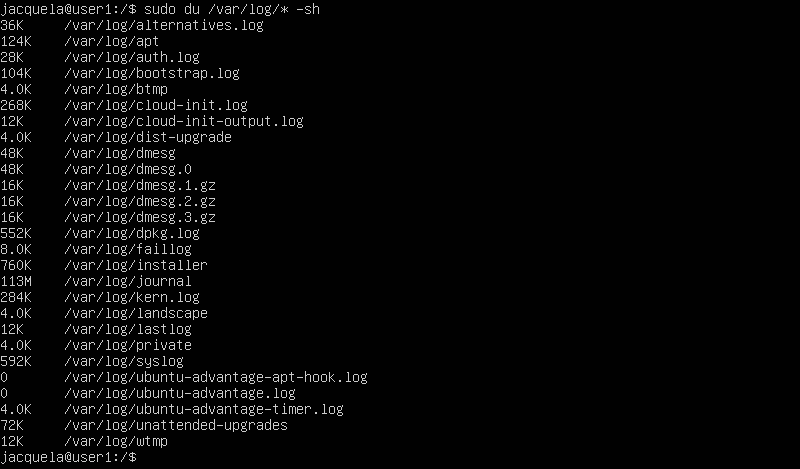 jacquela@user1:/$ sudo du /var/log/* -sh
36K /var/log/alternatives.log
124K /var/log/apt
28K /var/log/auth.log
104K /var/log/bootstrap.log
4.0K /var/log/btmp
268K /var/log/cloud-init.log
12K /var/log/cloud-init-output.log
4.0K /var/log/dist-upgrade
48K /var/log/dmesg
48K /var/log/dmesg.0
16K /var/log/dmesg.1.gz
16K /var/log/dmesg.2.gz
16K /var/log/dmesg.3.gz
552K /var/log/dpkg.log
8.0K /var/log/faillog
760K /var/log/installer
113M /var/log/journal
284K /var/log/kern.log
4.0K /var/log/landscape
12K /var/log/lastlog
4.0K /var/log/private
592K /var/log/syslog
0 /var/log/ubuntu-advantage-apt-hook.log
0 /var/log/ubuntu-advantage.log
4.0K /var/log/ubuntu-advantage-timer.log
72K /var/log/unattended-upgrades
12K /var/log/wtmp
jacquela@user1:/$